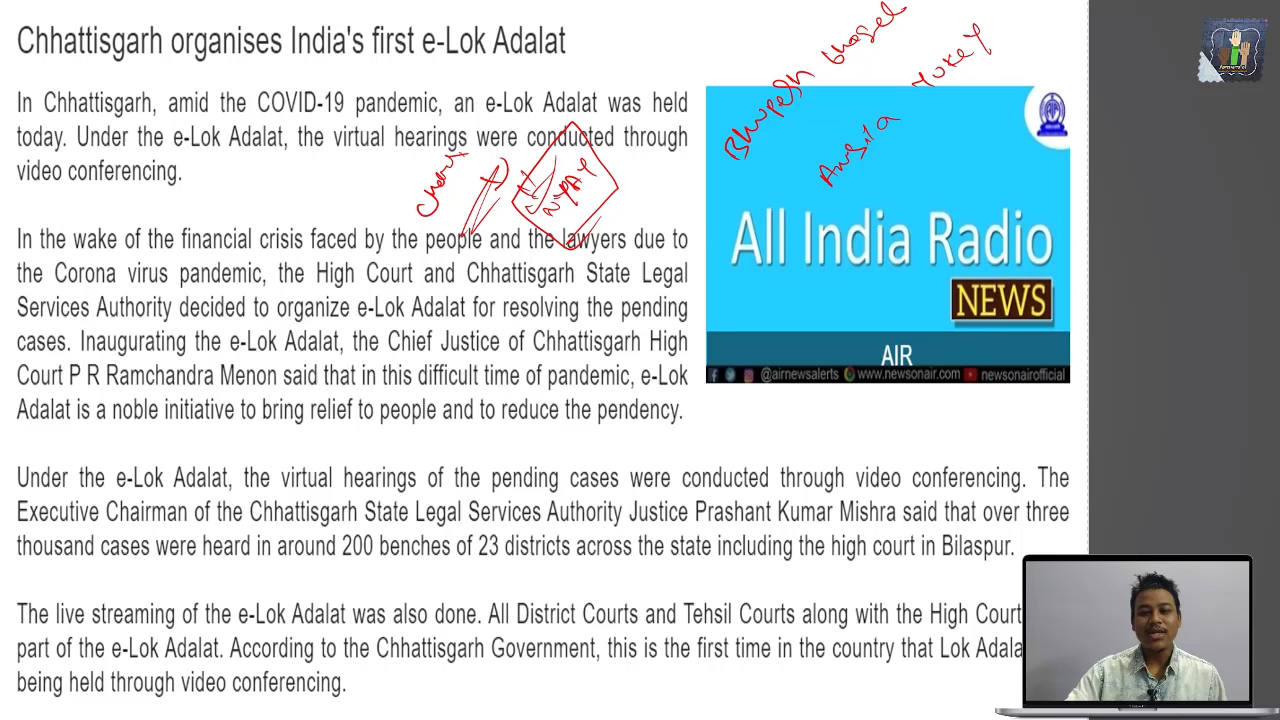 Chhattisgarh organises India's first e-Lok Adalat
Bhupesh bhagel
In Chhattisgarh, amid the COVID-19 pandemic, an e-Lok Adalat was held
today. Under the e-Lok Adalat, the virtual hearings were conducted through
video conferencing.
NYAY
In the wake of the financial crisis faced by the people and the lawyers due to
the Corona virus pandemic, the High Court and Chhattisgarh State Legal
Services Authority decided to organize e-Lok Adalat for resolving the pending
cases. Inaugurating the e-Lok Adalat, the Chief Justice of Chhattisgarh High
Court P R Ramchandra Menon said that in this difficult time of pandemic, e-Lok
Adalat is a noble initiative to bring relief to people and to reduce the pendency.
All India Radio
NEWS
AIR
@airnewsalerts www.newsonair.com newsonairofficial
Under the e-Lok Adalat, the virtual hearings of the pending cases were conducted through video conferencing. The
Executive Chairman of the Chhattisgarh State Legal Services Authority Justice Prashant Kumar Mishra said that over three
thousand cases were heard in around 200 benches of 23 districts across the state including the high court in Bilaspur.
The live streaming of the e-Lok Adalat was also done. All District Courts and Tehsil Courts along with the High Court
part of the e-Lok Adalat. According to the Chhattisgarh Government, this is the first time in the country that Lok Adala
being held through video conferencing.